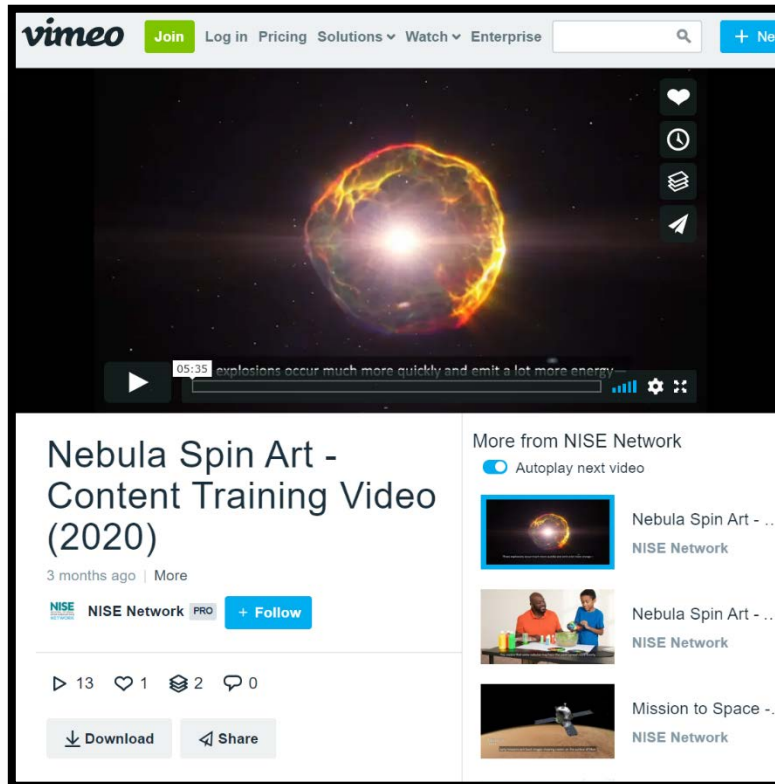 vimeo Join Log in Pricing Solutions Watch Enterprise + Ne
05:35 explosions occur much more quickly and emit a lot more energy—
Nebula Spin Art -
Content Training Video
(2020)
3 months ago | More
NISE NISE Network PRO + Follow
13 1 2 0
Download Share
More from NISE Network
Autoplay next video
Nebula Spin Art - ...
NISE Network
Nebula Spin Art - ...
NISE Network
Mission to Space -.
NISE Network